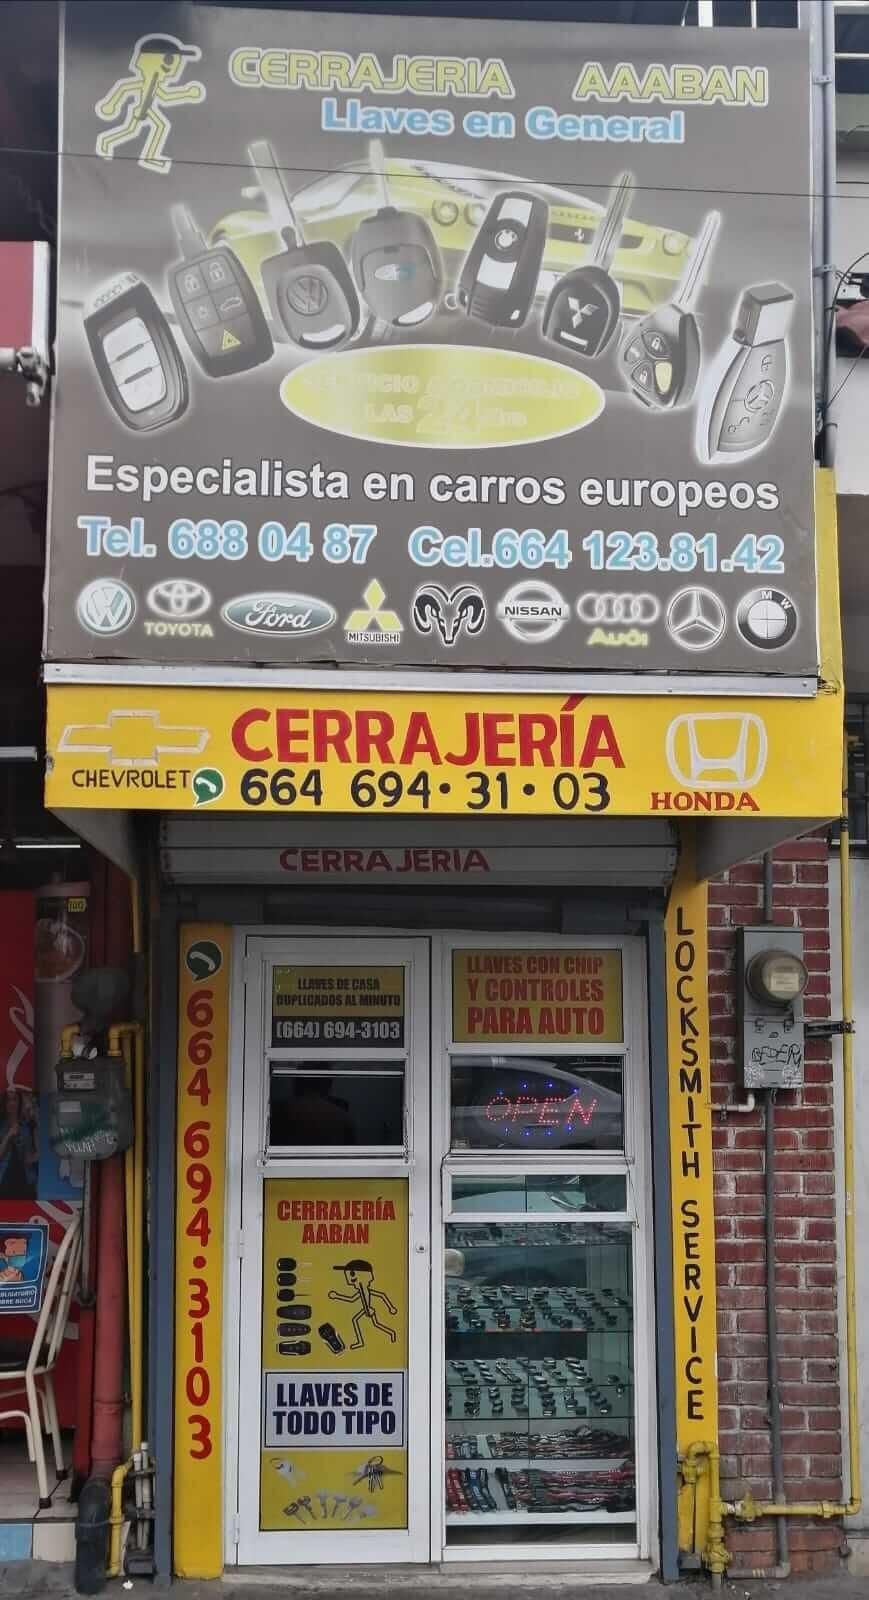 CERRAJERIA AAABAN
Llaves en General
SERVICIO A DOMICILIO
LAS 24 Hrs
Especialista en carros europeos
Tel. 688 04 87 Cel.664 123.81.42
TOYOTA
Ford
MITSUBISHI
NISSAN
Audi
BMW
CERRAJERÍA
CHEVROLET
664 694·31·03
HONDA
CERRAJERIA
664 694·3103
LLAVES DE CASA
DUPLICADOS AL MINUTO
(664) 694-3103
LLAVES CON CHIP
Y CONTROLES
PARA AUTO
OPEN
CERRAJERÍA
AABAN
LLAVES DE
TODO TIPO
LOCKSMITH SERVICE